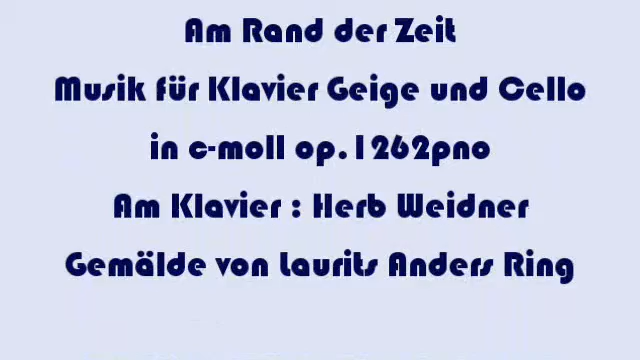 Am Rand der Zeit
Musik für Klavier Geige und Cello
in c-moll op.1262pno
Am Klavier : Herb Weidner
Gemälde von Laurits Anders Ring